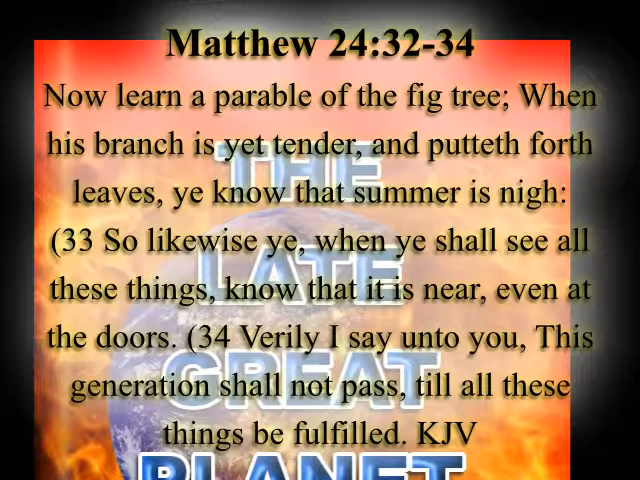 Matthew 24:32-34
Now learn a parable of the fig tree; When
his branch is yet tender, and putteth forth
leaves, ye know that summer is nigh:
(33 So likewise ye, when ye shall see all
these things, know that it is near, even at
the doors. (34 Verily I say unto you, This
generation shall not pass, till all these
things be fulfilled. KJV
THE
LATE
GREAT
PLANET